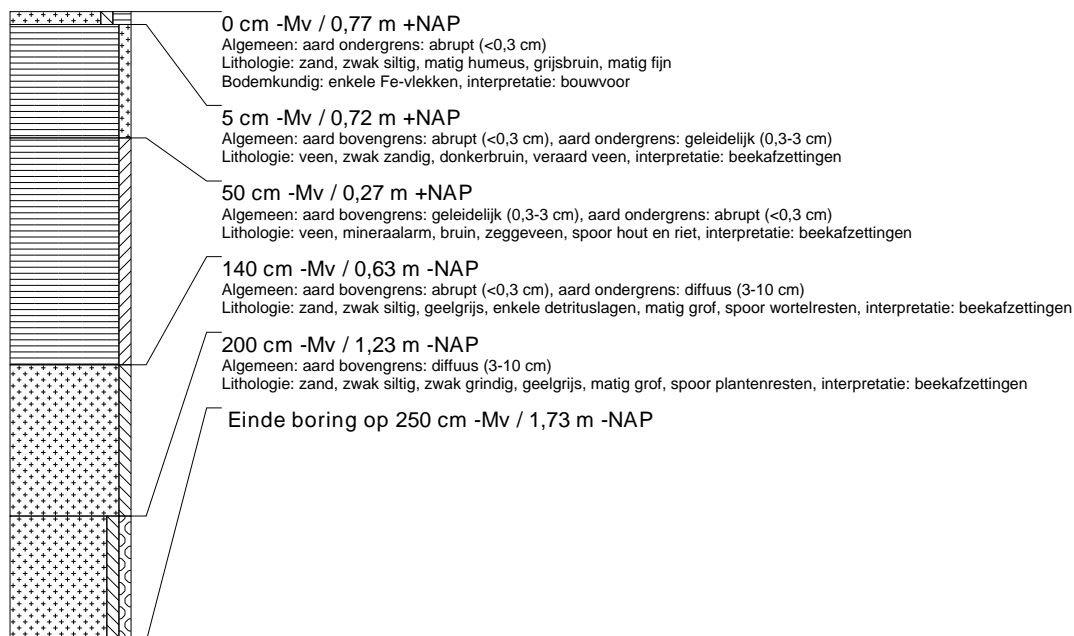 0 cm -Mv / 0,77 m +NAP
Algemeen: aard ondergrens: abrupt (<0,3 cm)
Lithologie: zand, zwak siltig, matig humeus, grijsbruin, matig fijn
Bodemkundig: enkele Fe-vlekken, interpretatie: bouwvoor
5 cm -Mv / 0,72 m +NAP
Algemeen: aard bovengrens: abrupt (<0,3 cm), aard ondergrens: geleidelijk (0,3-3 cm)
Lithologie: veen, zwak zandig, donkerbruin, veraard veen, interpretatie: beekafzettingen
50 cm -Mv / 0,27 m +NAP
Algemeen: aard bovengrens: geleidelijk (0,3-3 cm), aard ondergrens: abrupt (<0,3 cm)
Lithologie: veen, mineraalarm, bruin, zeggeveen, spoor hout en riet, interpretatie: beekafzettingen
140 cm -Mv / 0,63 m -NAP
Algemeen: aard bovengrens: abrupt (<0,3 cm), aard ondergrens: diffuus (3-10 cm)
Lithologie: zand, zwak siltig, geelgrijs, enkele detrituslagen, matig grof, spoor wortelresten, interpretatie: beekafzettingen
200 cm -Mv / 1,23 m -NAP
Algemeen: aard bovengrens: diffuus (3-10 cm)
Lithologie: zand, zwak siltig, zwak grindig, geelgrijs, matig grof, spoor plantenresten, interpretatie: beekafzettingen
Einde boring op 250 cm -Mv / 1,73 m -NAP